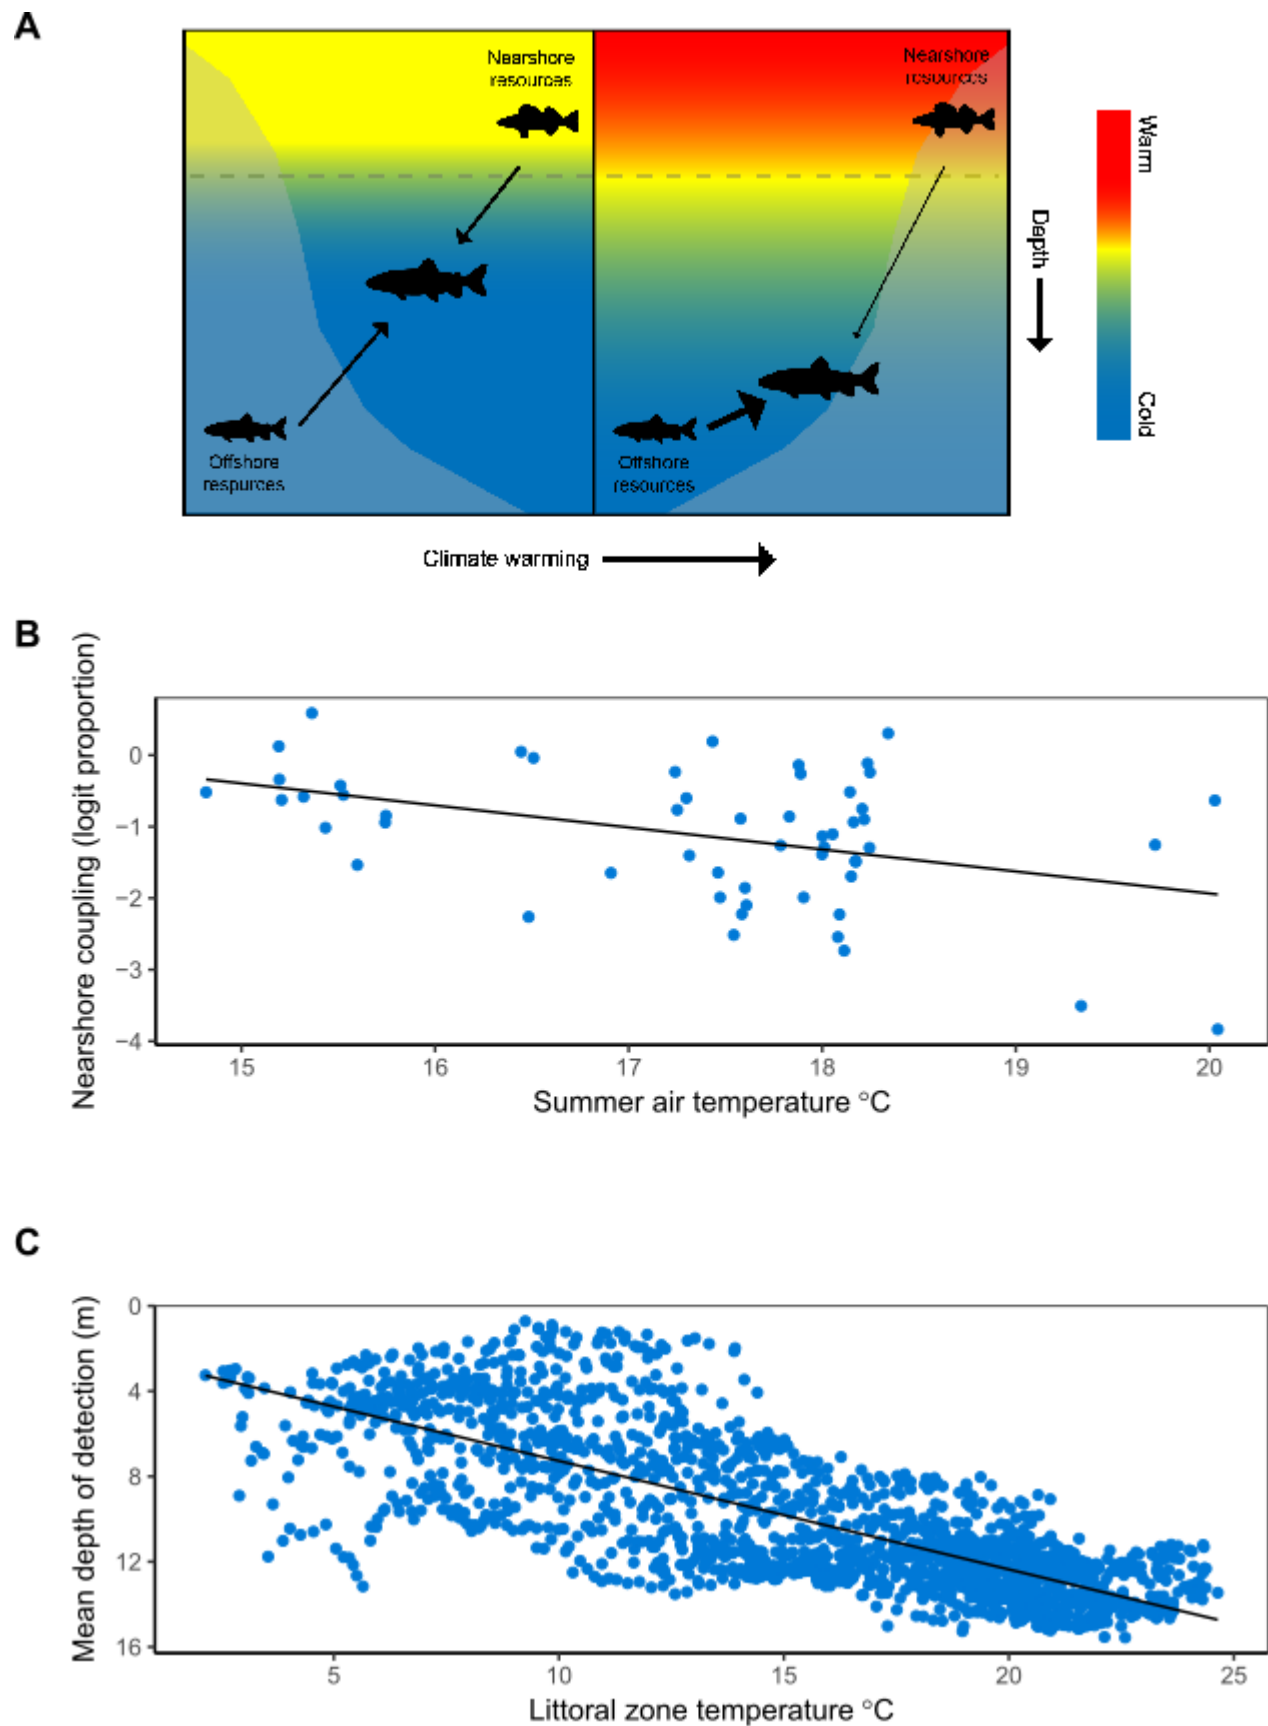 A
Nearshore
resources
Nearshore
resources
Warm
Depth
Cold
Offshore
respurces
Offshore
resources
Climate warming
B
Nearshore coupling (logit proportion)
0
−1
−2
−3
−4
15 16 17 18 19 20
Summer air temperature °C
C
Mean depth of detection (m)
0
4
8
12
16
5 10 15 20 25
Littoral zone temperature °C